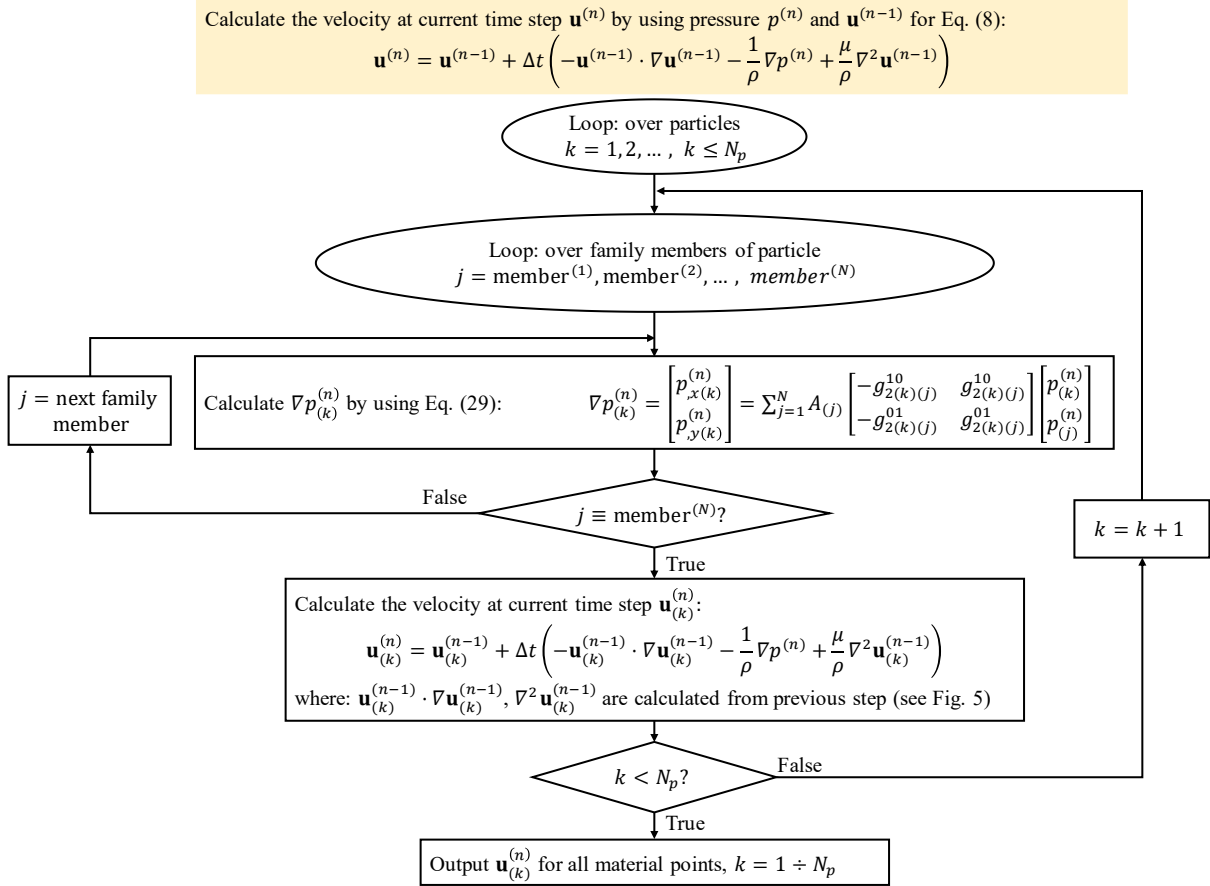 Calculate the velocity at current time step 𝐮⁽ⁿ⁾ by using pressure p⁽ⁿ⁾ and 𝐮⁽ⁿ⁻¹⁾ for Eq. (8):
𝐮⁽ⁿ⁾ = 𝐮⁽ⁿ⁻¹⁾ + Δt (−𝐮⁽ⁿ⁻¹⁾ · ∇𝐮⁽ⁿ⁻¹⁾ − 1/ρ ∇p⁽ⁿ⁾ + μ/ρ ∇²𝐮⁽ⁿ⁻¹⁾)
Loop: over particles
k = 1,2, … , k ≤ N_p
Loop: over family members of particle
j = member⁽¹⁾, member⁽²⁾, … , member⁽ᴺ⁾
j = next family
member
Calculate ∇p_(k)^(n) by using Eq. (29): ∇p_(k)^(n) = [p_,x(k)^(n) ; p_,y(k)^(n)] = ∑_{j=1}^N A_(j) [−g_2(k)(j)^10 g_2(k)(j)^10 ; −g_2(k)(j)^01 g_2(k)(j)^01] [p_(k)^(n) ; p_(j)^(n)]
False
j ≡ member⁽ᴺ⁾?
k = k + 1
True
Calculate the velocity at current time step 𝐮_(k)^(n):
𝐮_(k)^(n) = 𝐮_(k)^(n−1) + Δt (−𝐮_(k)^(n−1) · ∇𝐮_(k)^(n−1) − 1/ρ ∇p^(n) + μ/ρ ∇²𝐮_(k)^(n−1))
where: 𝐮_(k)^(n−1) · ∇𝐮_(k)^(n−1), ∇²𝐮_(k)^(n−1) are calculated from previous step (see Fig. 5)
k < N_p?
False
True
Output 𝐮_(k)^(n) for all material points, k = 1 ÷ N_p